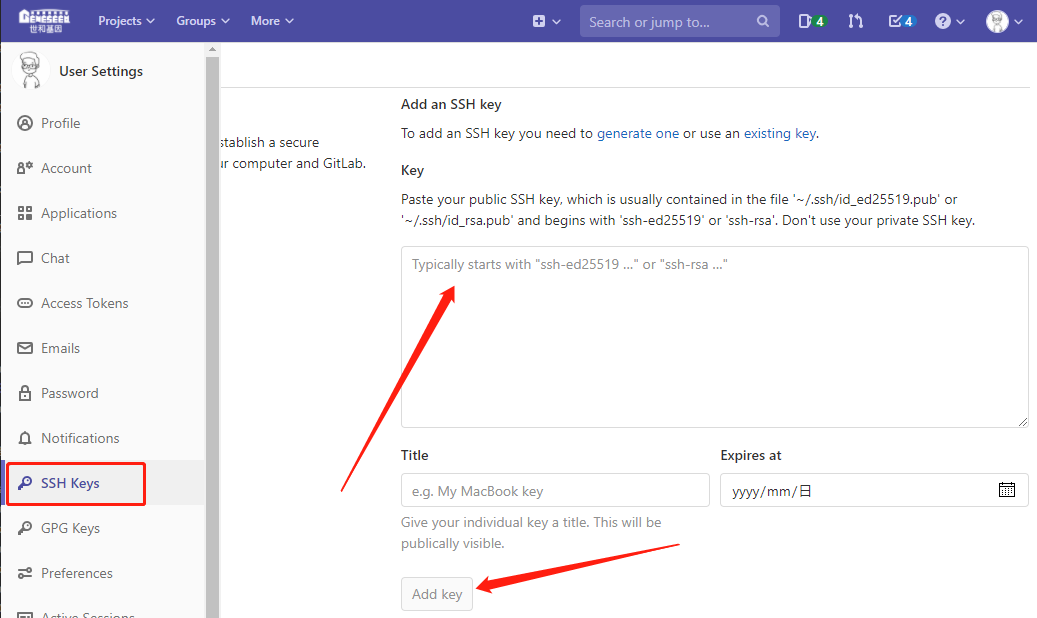 GENESEEQ
世和基因
Projects
Groups
More
Search or jump to...
4
4
User Settings
Profile
Account
Applications
Chat
Access Tokens
Emails
Password
Notifications
SSH Keys
GPG Keys
Preferences
Active Sessions
stablish a secure
ur computer and GitLab.
Add an SSH key
To add an SSH key you need to generate one or use an existing key.
Key
Paste your public SSH key, which is usually contained in the file '~/.ssh/id_ed25519.pub' or
'~/.ssh/id_rsa.pub' and begins with 'ssh-ed25519' or 'ssh-rsa'. Don't use your private SSH key.
Typically starts with "ssh-ed25519 ..." or "ssh-rsa ..."
Title
Expires at
e.g. My MacBook key
yyyy/mm/日
Give your individual key a title. This will be
publically visible.
Add key